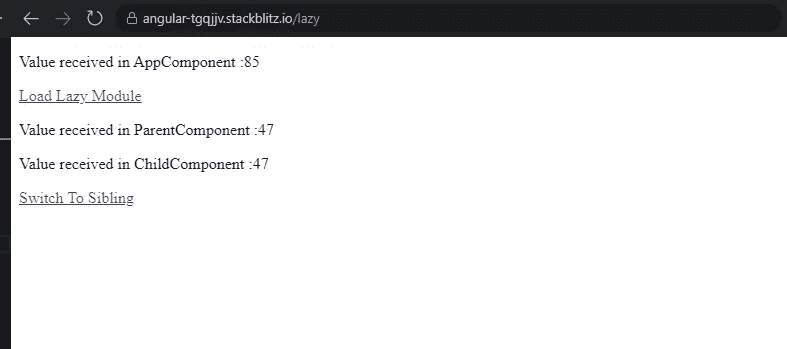 angular-tgqjjv.stackblitz.io/lazy
Value received in AppComponent :85
Load Lazy Module
Value received in ParentComponent :47
Value received in ChildComponent :47
Switch To Sibling